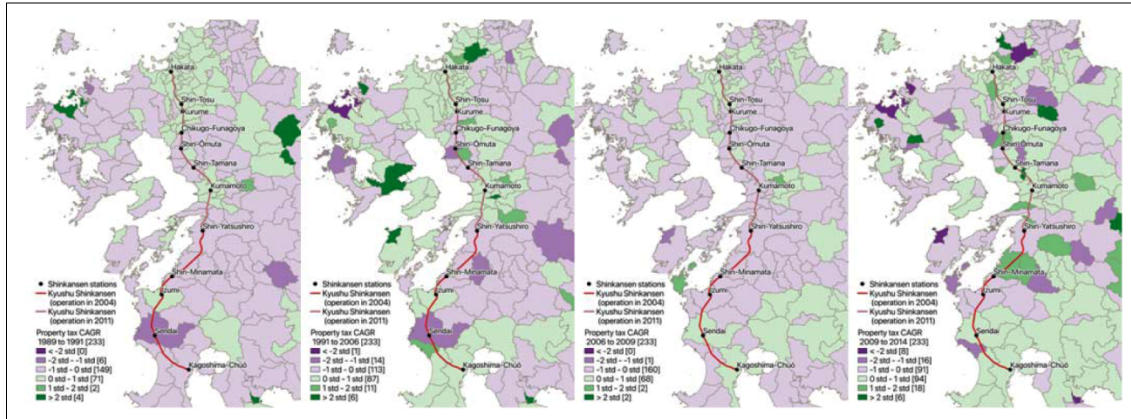 Hakata
Shin-Tosu
Kurume
Chikugo-Funagoya
Shin-Ōmuta
Shin-Tamana
Kumamoto
Shin-Yatsushiro
Shin-Minamata
Izumi
Sendai
Kagoshima-Chuō
Shinkansen stations
Kyushu Shinkansen
(operation in 2004)
Kyushu Shinkansen
(operation in 2011)
Property tax CAGR
1989 to 1991 [233]
< -2 std [0]
-2 std - -1 std [6]
-1 std - 0 std [149]
0 std - 1 std [71]
1 std - 2 std [2]
> 2 std [4]
Hakata
Shin-Tosu
Kurume
Chikugo-Funagoya
Shin-Ōmuta
Shin-Tamana
Kumamoto
Shin-Yatsushiro
Shin-Minamata
Izumi
Sendai
Kagoshima-Chuō
Shinkansen stations
Kyushu Shinkansen
(operation in 2004)
Kyushu Shinkansen
(operation in 2011)
Property tax CAGR
1991 to 2006 [233]
< -2 std [1]
-2 std - -1 std [14]
-1 std - 0 std [113]
0 std - 1 std [87]
1 std - 2 std [11]
> 2 std [6]
Hakata
Shin-Tosu
Kurume
Chikugo-Funagoya
Shin-Ōmuta
Shin-Tamana
Kumamoto
Shin-Yatsushiro
Shin-Minamata
Izumi
Sendai
Kagoshima-Chuō
Shinkansen stations
Kyushu Shinkansen
(operation in 2004)
Kyushu Shinkansen
(operation in 2011)
Property tax CAGR
2006 to 2009 [233]
< -2 std [0]
-2 std - -1 std [1]
-1 std - 0 std [160]
0 std - 1 std [68]
1 std - 2 std [2]
> 2 std [2]
Hakata
Shin-Tosu
Kurume
Chikugo-Funagoya
Shin-Ōmuta
Shin-Tamana
Kumamoto
Shin-Yatsushiro
Shin-Minamata
Izumi
Sendai
Kagoshima-Chuō
Shinkansen stations
Kyushu Shinkansen
(operation in 2004)
Kyushu Shinkansen
(operation in 2011)
Property tax CAGR
2009 to 2014 [233]
< -2 std [8]
-2 std - -1 std [16]
-1 std - 0 std [91]
0 std - 1 std [94]
1 std - 2 std [18]
> 2 std [6]